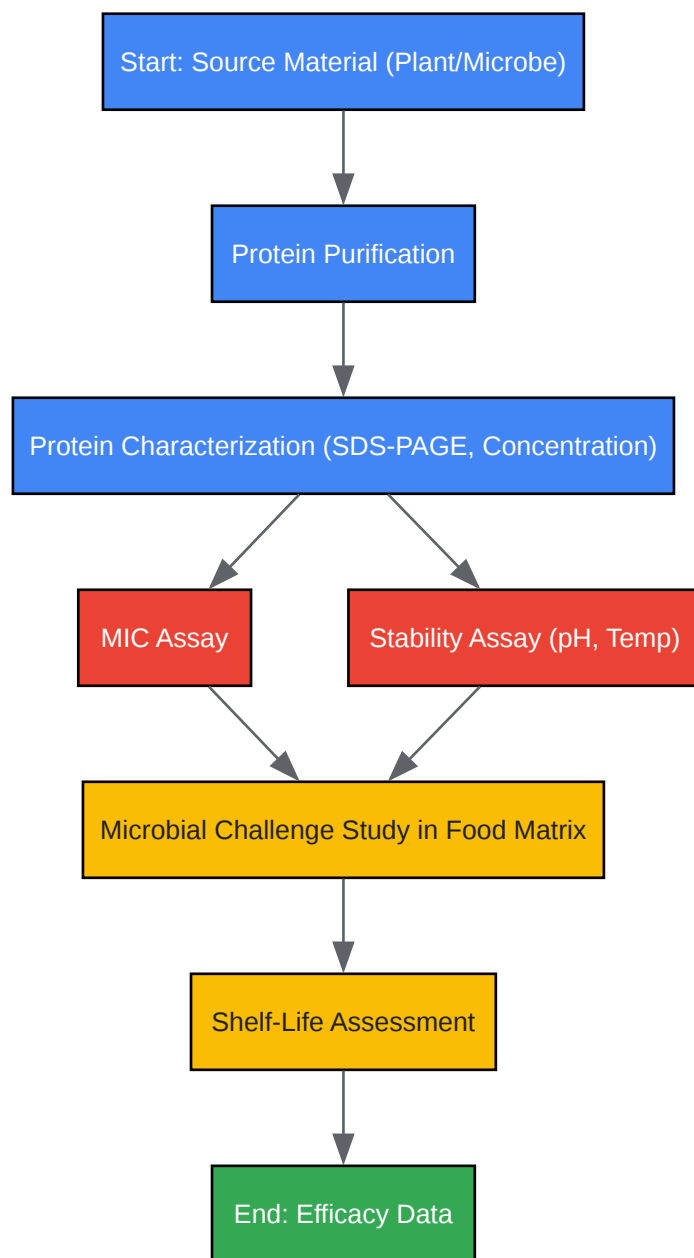 Start: Source Material (Plant/Microbe)
Protein Purification
Protein Characterization (SDS-PAGE, Concentration)
MIC Assay
Stability Assay (pH, Temp)
Microbial Challenge Study in Food Matrix
Shelf-Life Assessment
End: Efficacy Data